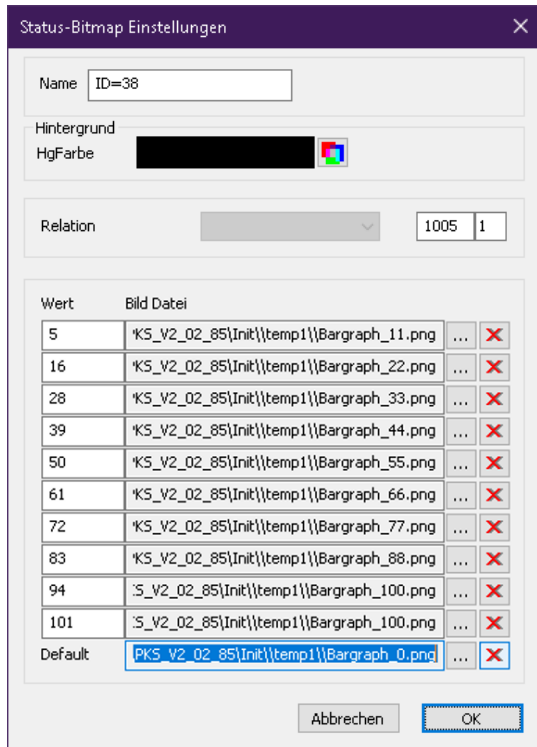 Status-Bitmap Einstellungen
Name ID=38
Hintergrund
HgFarbe
Relation 1005 1
Wert Bild Datei
5 'KS_V2_02_85\Init\\temp1\\Bargraph_11.png ...
16 'KS_V2_02_85\Init\\temp1\\Bargraph_22.png ...
28 'KS_V2_02_85\Init\\temp1\\Bargraph_33.png ...
39 'KS_V2_02_85\Init\\temp1\\Bargraph_44.png ...
50 'KS_V2_02_85\Init\\temp1\\Bargraph_55.png ...
61 'KS_V2_02_85\Init\\temp1\\Bargraph_66.png ...
72 'KS_V2_02_85\Init\\temp1\\Bargraph_77.png ...
83 'KS_V2_02_85\Init\\temp1\\Bargraph_88.png ...
94 :S_V2_02_85\Init\\temp1\\Bargraph_100.png ...
101 :S_V2_02_85\Init\\temp1\\Bargraph_100.png ...
Default PKS_V2_02_85\Init\\temp1\\Bargraph_0.png ...
Abbrechen OK